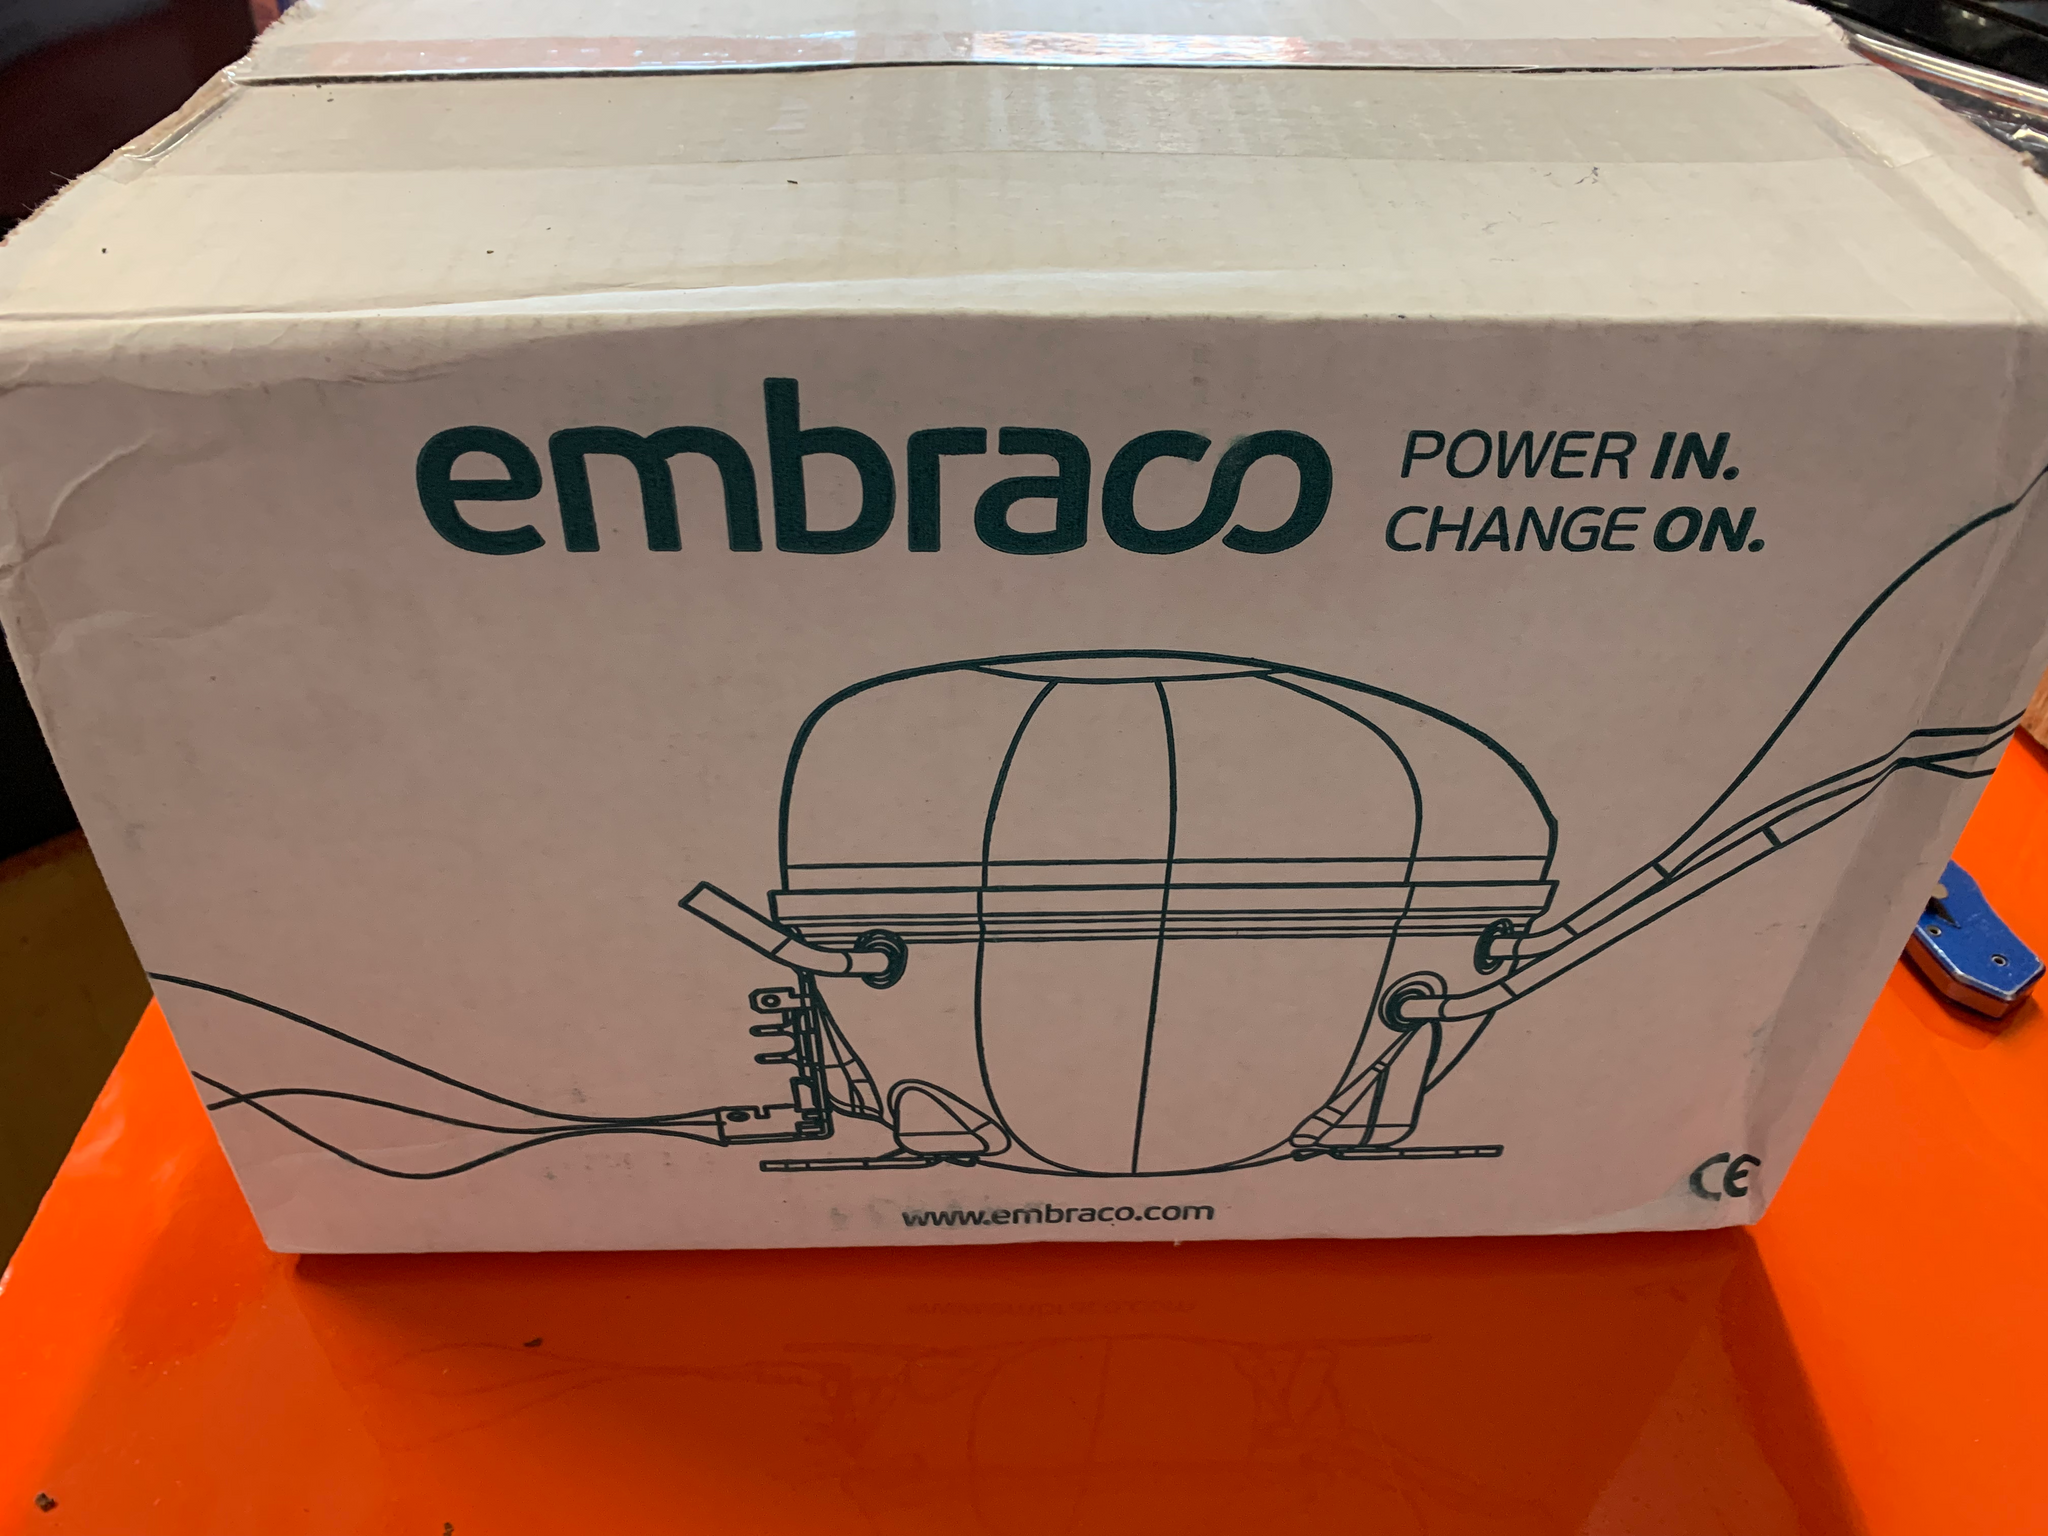 embraco
POWER IN.
CHANGE ON.
CE
www.embraco.com